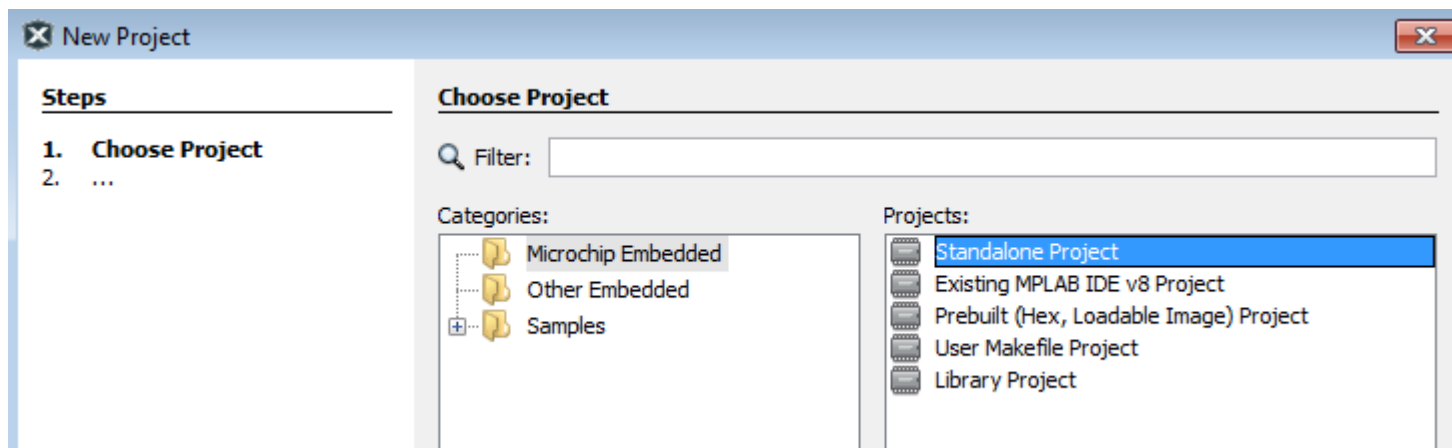 New Project
Steps
1. Choose Project
2. ...
Choose Project
Filter:
Categories:
Microchip Embedded
Other Embedded
Samples
Projects:
Standalone Project
Existing MPLAB IDE v8 Project
Prebuilt (Hex, Loadable Image) Project
User Makefile Project
Library Project